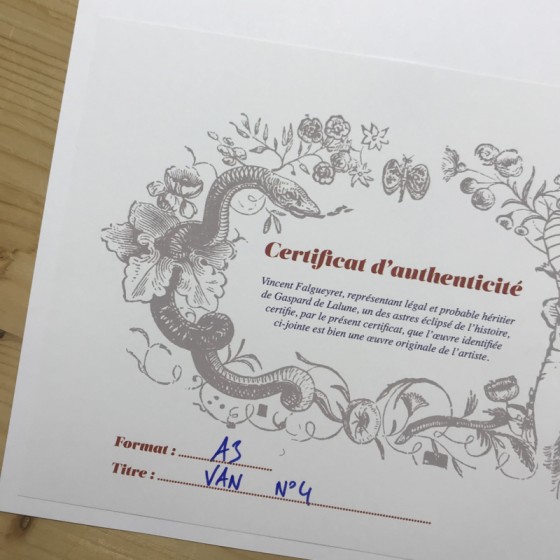 Certificat d'authenticité
Vincent Falgueyret, représentant légal et probable héritier
de Gaspard de Lalune, un des astres éclipsé de l'histoire,
certifie, par le présent certificat, que l'œuvre identifiée
ci-jointe est bien une œuvre originale de l'artiste.
Format : A3
Titre : VAN N°4